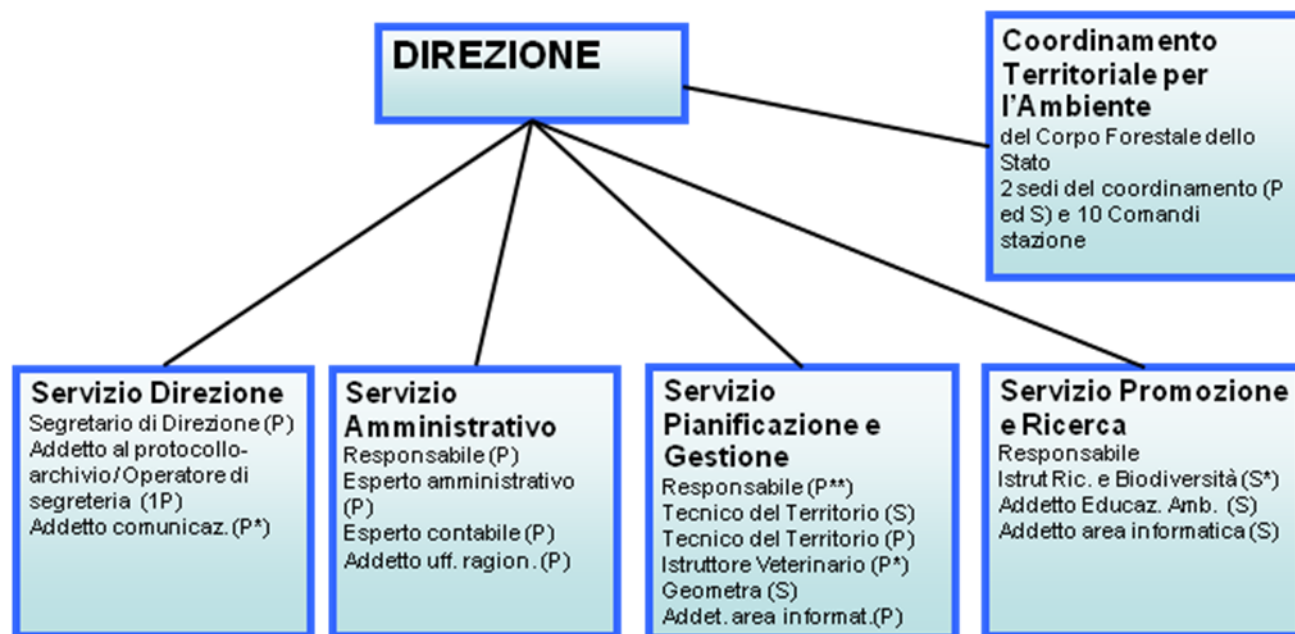 DIREZIONE
Coordinamento
Territoriale per
l'Ambiente
del Corpo Forestale dello
Stato
2 sedi del coordinamento (P
ed S) e 10 Comandi
stazione
Servizio Direzione
Segretario di Direzione (P)
Addetto al protocollo-
archivio/Operatore di
segreteria (1P)
Addetto comunicaz. (P*)
Servizio
Amministrativo
Responsabile (P)
Esperto amministrativo
(P)
Esperto contabile (P)
Addetto uff. ragion. (P)
Servizio
Pianificazione e
Gestione
Responsabile (P**)
Tecnico del Territorio (S)
Tecnico del Territorio (P)
Istruttore Veterinario (P*)
Geometra (S)
Addet. area informat.(P)
Servizio Promozione
e Ricerca
Responsabile
Istrut Ric. e Biodiversità (S*)
Addetto Educaz. Amb. (S)
Addetto area informatica (S)